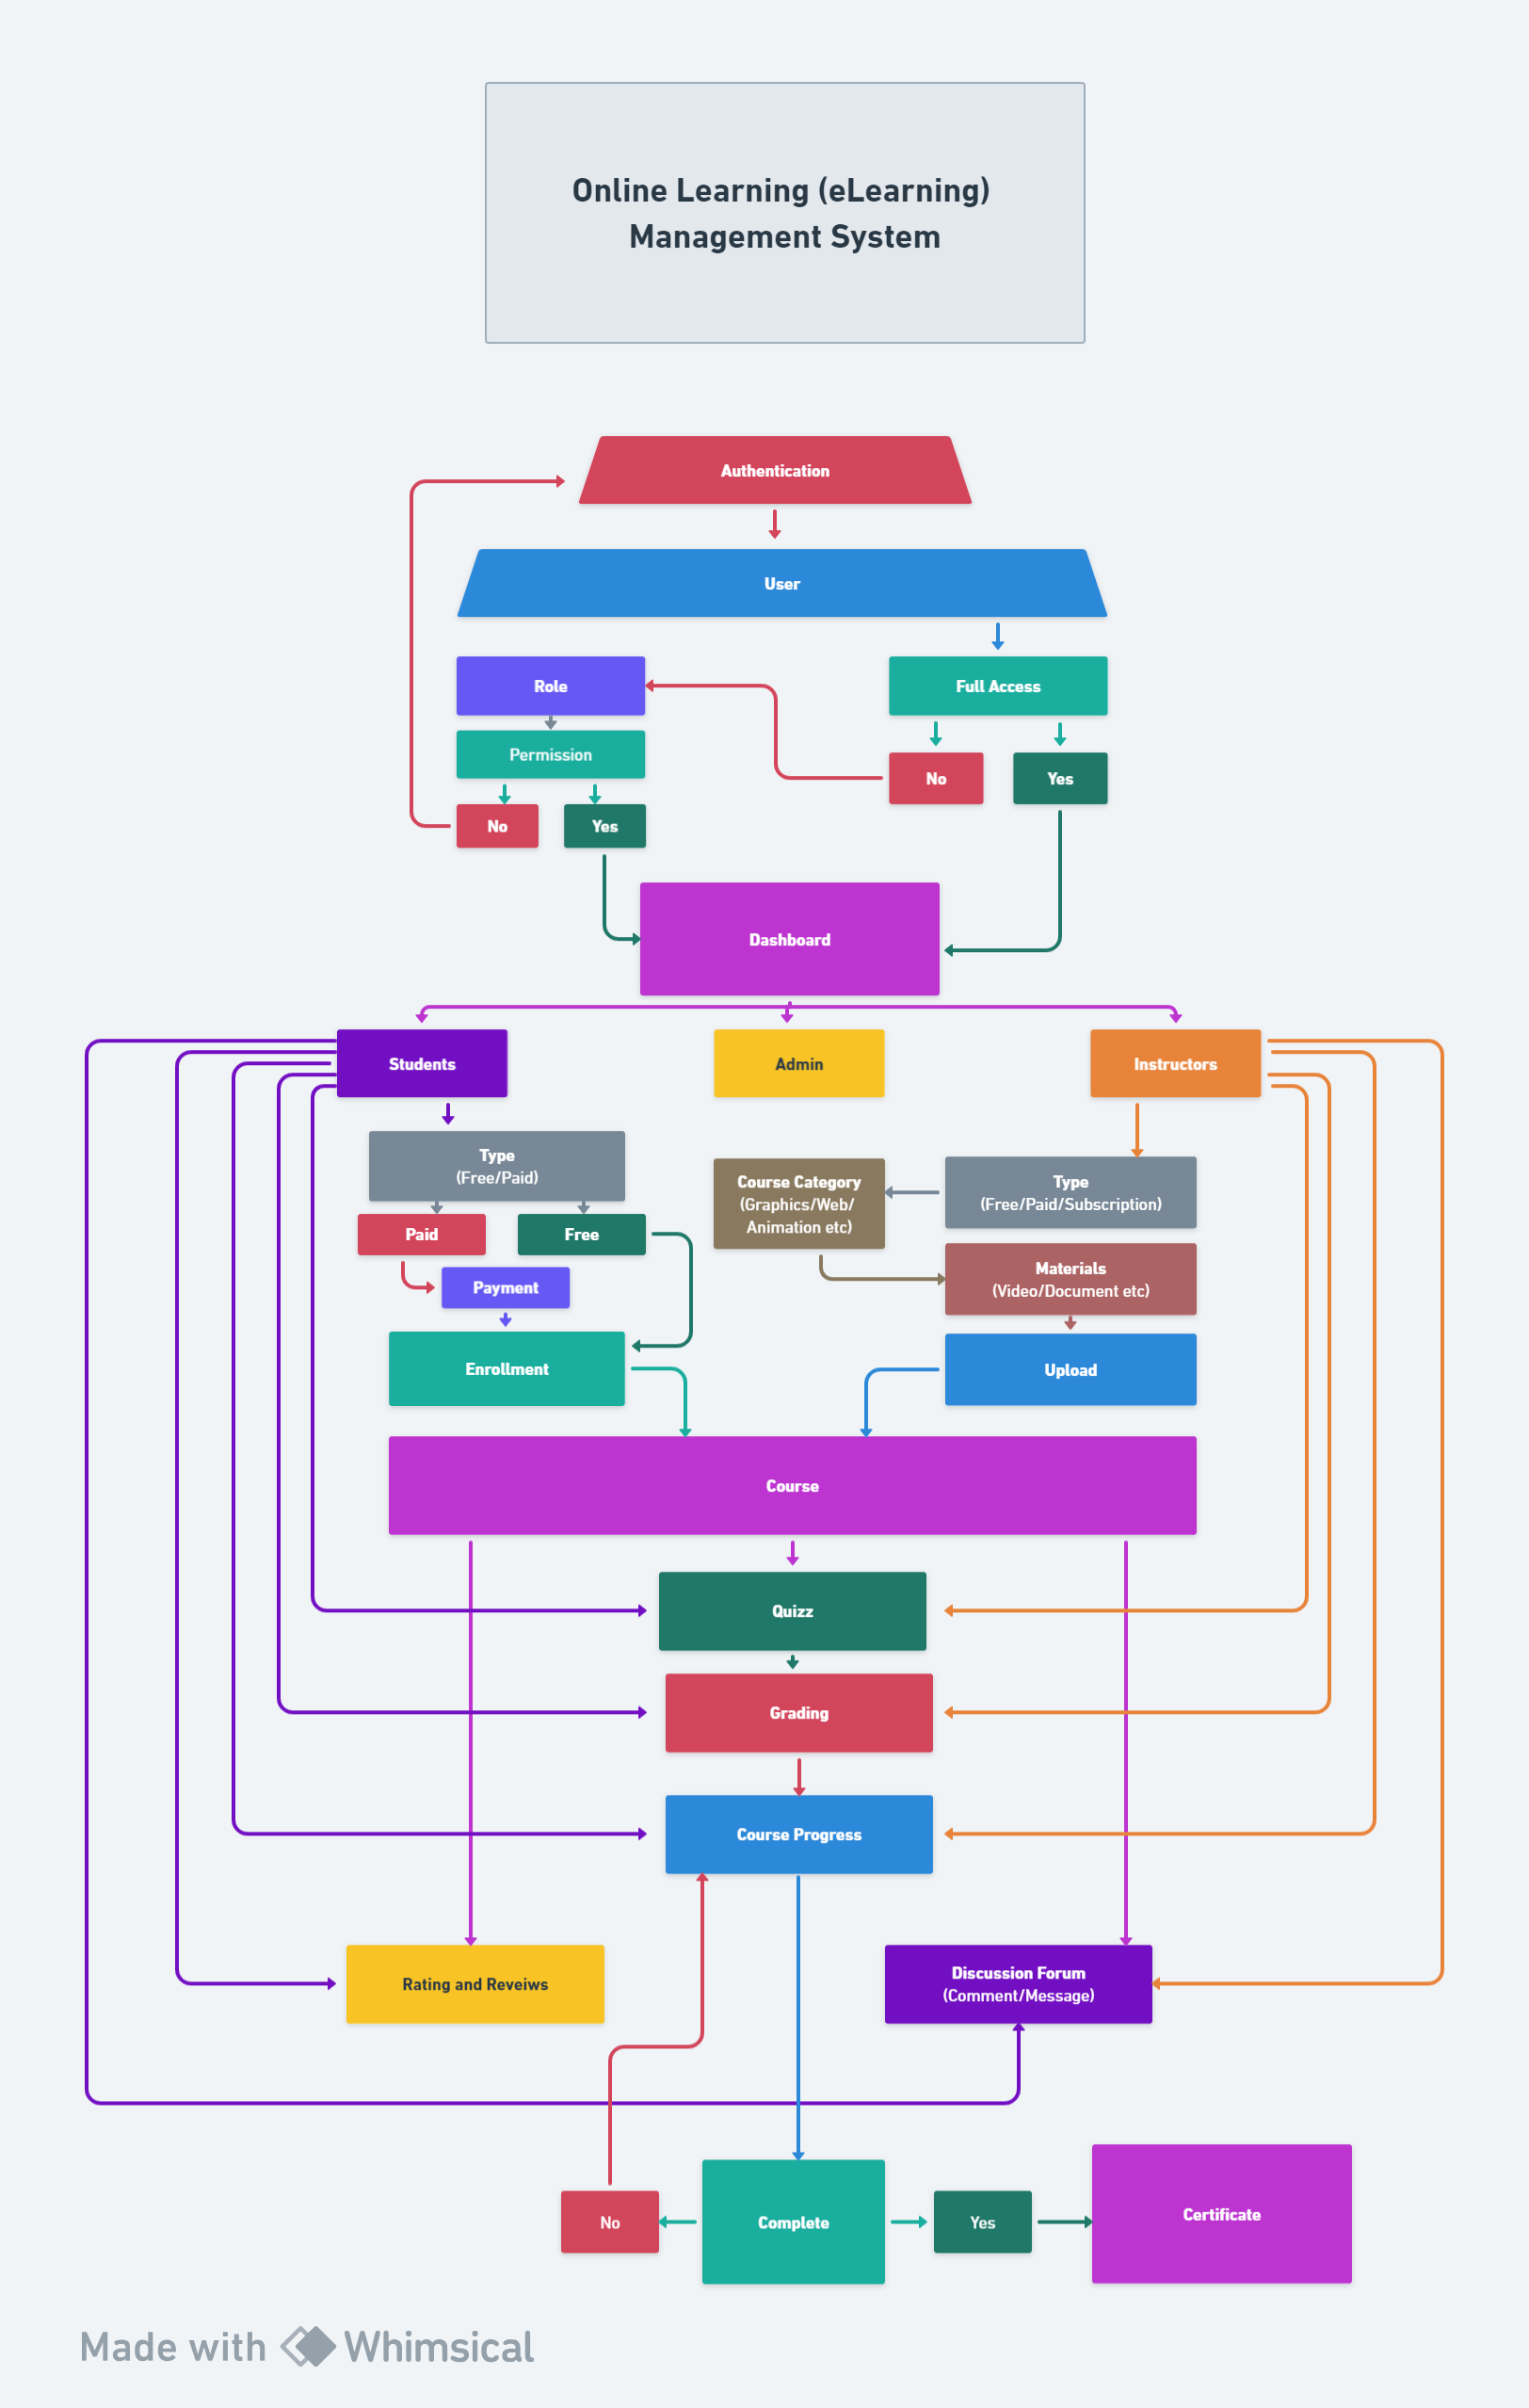 Online Learning (eLearning)
Management System
Authentication
User
Role
Full Access
Permission
No
Yes
No
Yes
Dashboard
Students
Admin
Instructors
Type
(Free/Paid)
Course Category
(Graphics/Web/
Animation etc)
Type
(Free/Paid/Subscription)
Paid
Free
Payment
Materials
(Video/Document etc)
Enrollment
Upload
Course
Quizz
Grading
Course Progress
Rating and Reveiws
Discussion Forum
(Comment/Message)
No
Complete
Yes
Certificate
Made with Whimsical